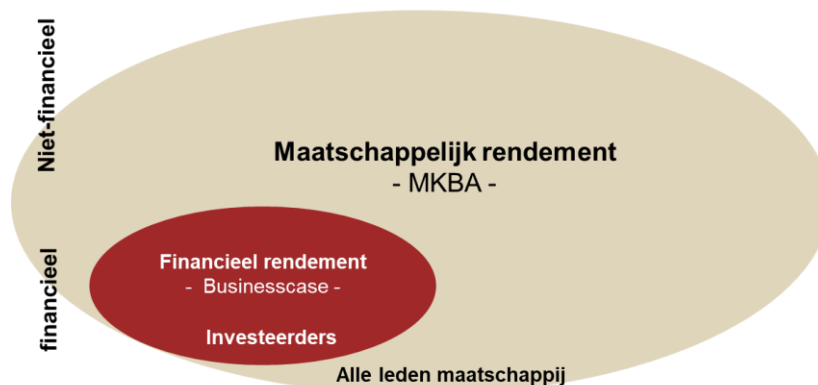 Niet-financieel
Maatschappelijk rendement
- MKBA -
financieel
Financieel rendement
- Businesscase -
Investeerders
Alle leden maatschappij